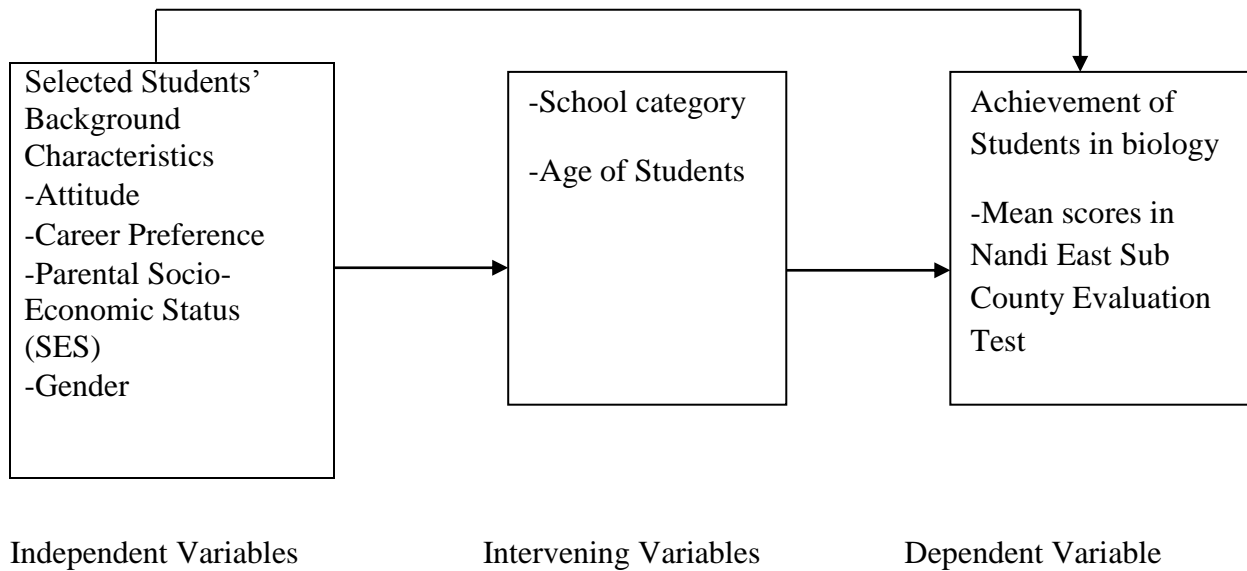 Selected Students’
Background
Characteristics
-Attitude
-Career Preference
-Parental Socio-
Economic Status
(SES)
-Gender
-School category
-Age of Students
Achievement of
Students in biology
-Mean scores in
Nandi East Sub
County Evaluation
Test
Independent Variables
Intervening Variables
Dependent Variable